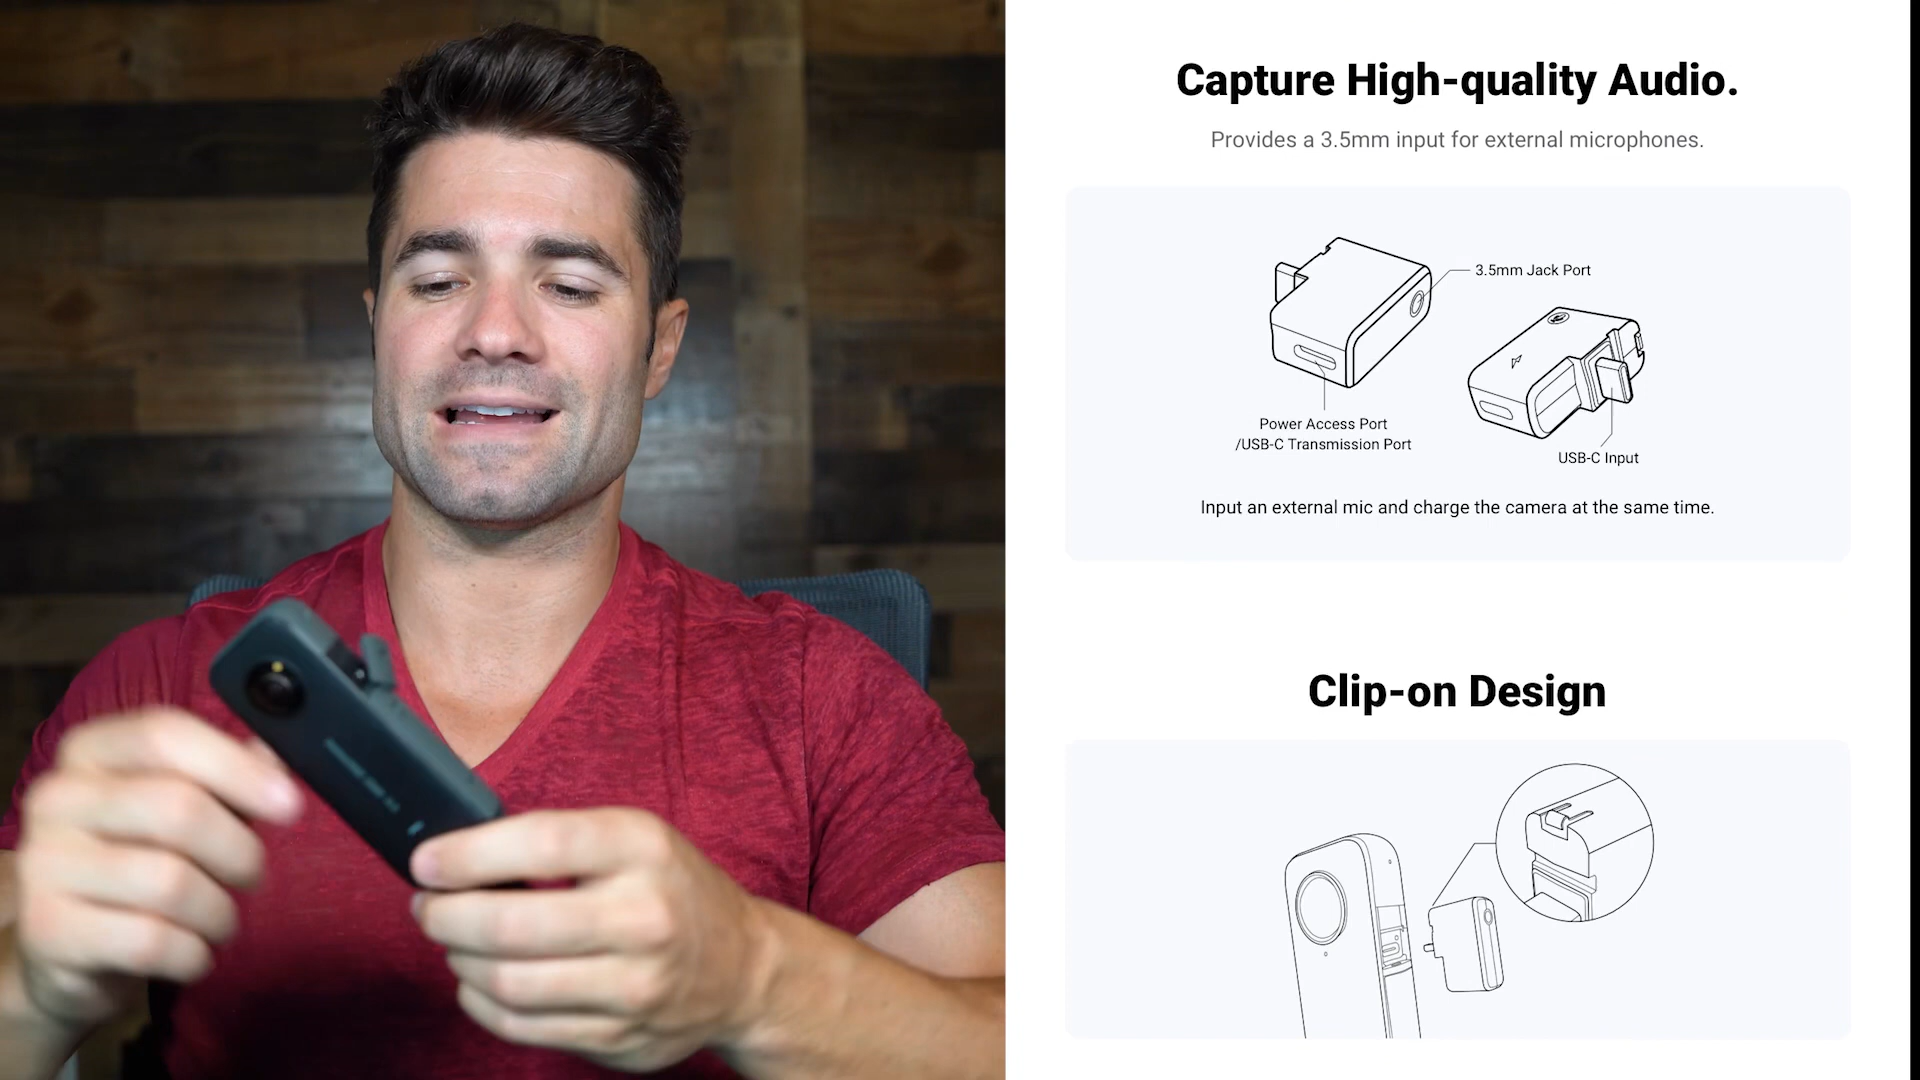 Capture High-quality Audio.
Provides a 3.5mm input for external microphones.
3.5mm Jack Port
Power Access Port
/USB-C Transmission Port
USB-C Input
Input an external mic and charge the camera at the same time.
Clip-on Design